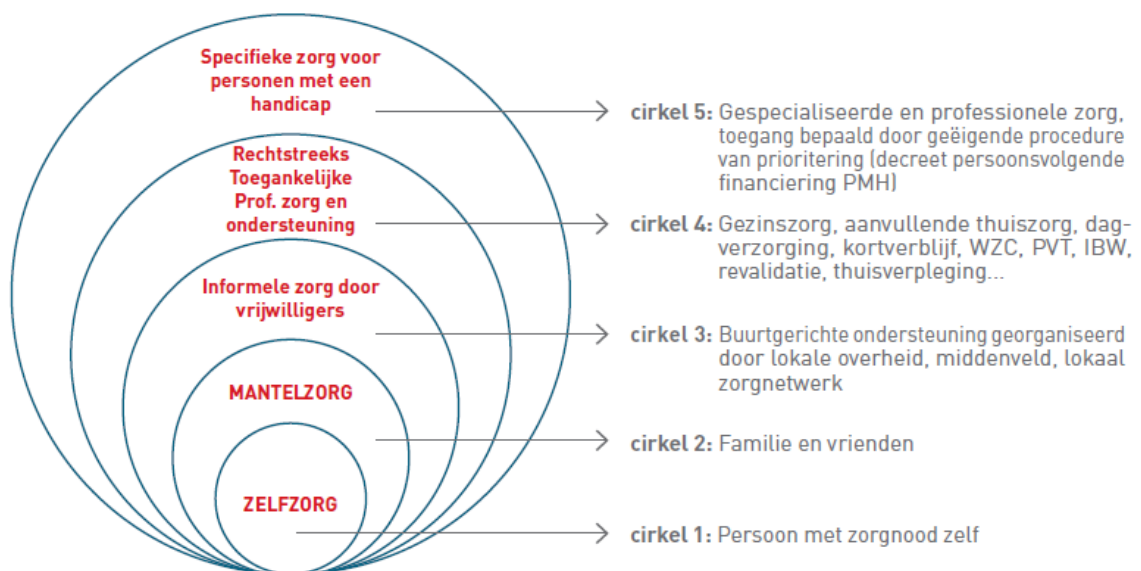 Specifieke zorg voor
personen met een
handicap
cirkel 5: Gespecialiseerde en professionele zorg,
toegang bepaald door geëigende procedure
van prioritering (decreet persoonsvolgende
financiering PMH)
Rechtstreeks
Toegankelijke
Prof. zorg en
ondersteuning
cirkel 4: Gezinszorg, aanvullende thuiszorg, dag-
verzorging, kortverblijf, WZC, PVT, IBW,
revalidatie, thuisverpleging...
Informele zorg door
vrijwilligers
cirkel 3: Buurtgerichte ondersteuning georganiseerd
door lokale overheid, middenveld, lokaal
zorgnetwerk
MANTELZORG
cirkel 2: Familie en vrienden
ZELFZORG
cirkel 1: Persoon met zorgnood zelf